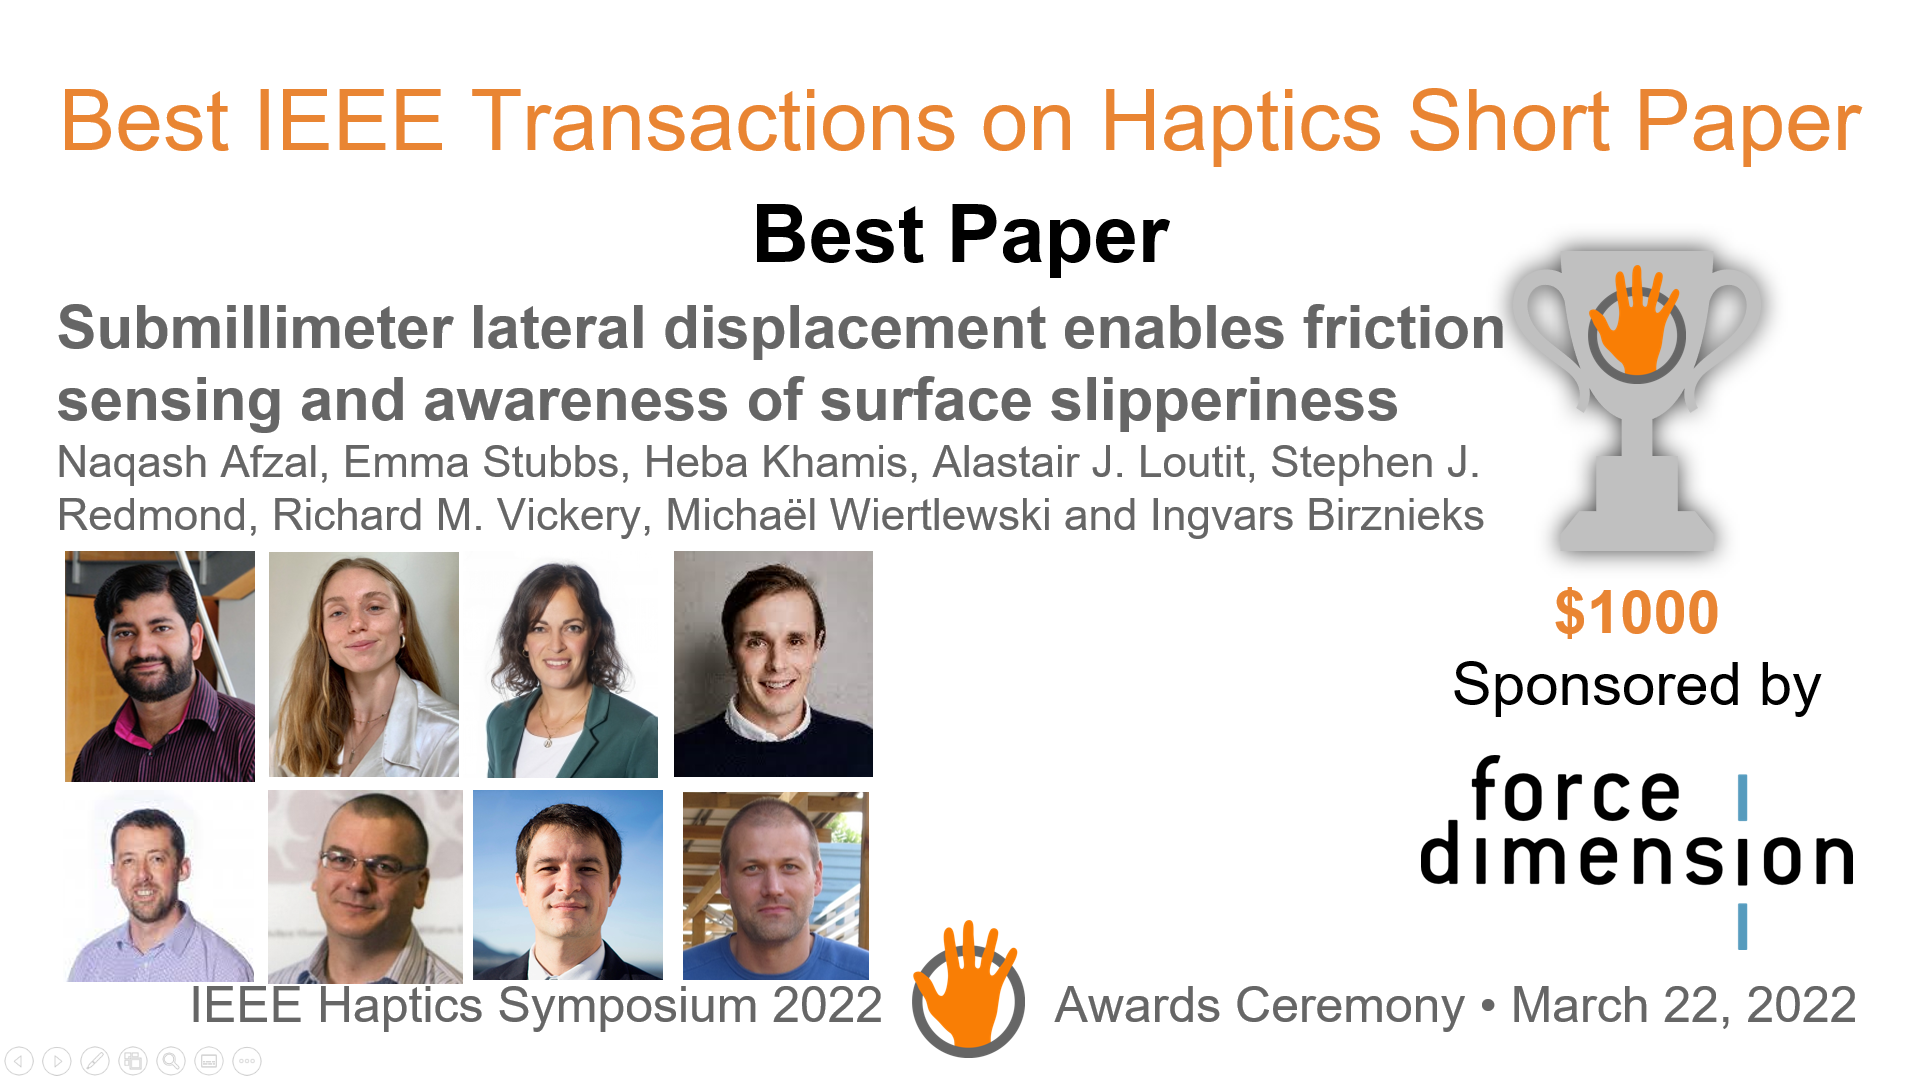 Best IEEE Transactions on Haptics Short Paper
Best Paper
Submillimeter lateral displacement enables friction
sensing and awareness of surface slipperiness
Naqash Afzal, Emma Stubbs, Heba Khamis, Alastair J. Loutit, Stephen J.
Redmond, Richard M. Vickery, Michaël Wiertlewski and Ingvars Birznieks
$1000
Sponsored by
force
dimension
IEEE Haptics Symposium 2022
Awards Ceremony • March 22, 2022